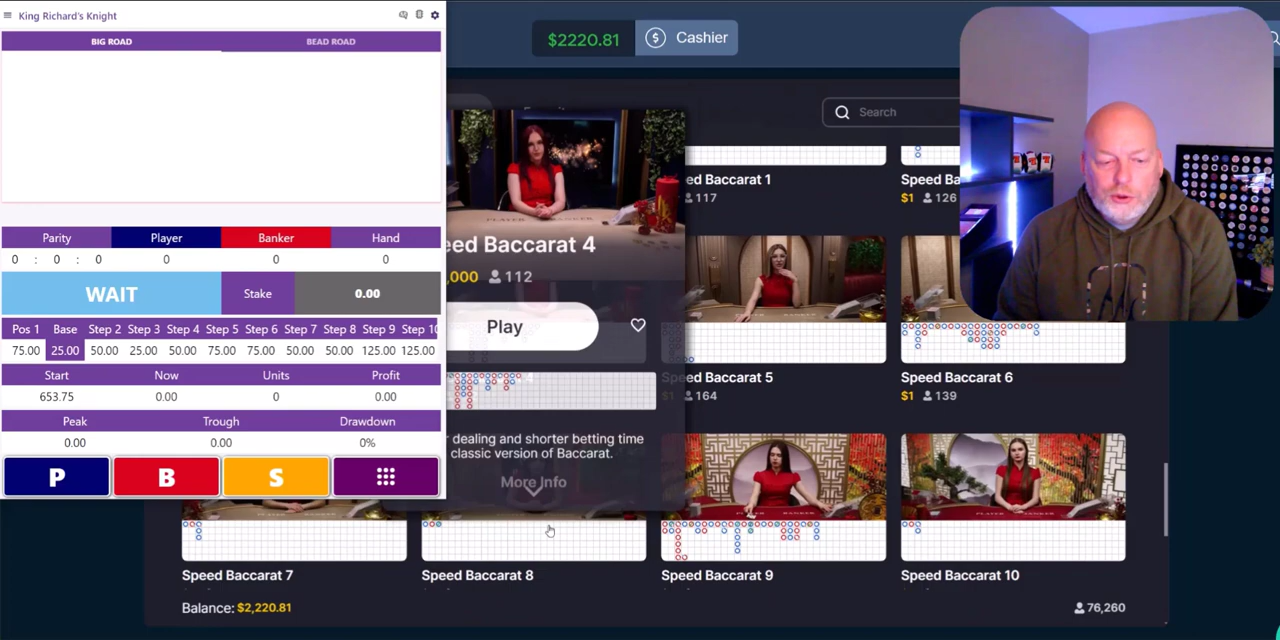 King Richard's Knight
BIG ROAD
BEAD ROAD
Parity Player Banker Hand
0 : 0 : 0 0 0 0
WAIT Stake 0.00
Pos 1 Base Step 2 Step 3 Step 4 Step 5 Step 6 Step 7 Step 8 Step 9 Step 10
75.00 25.00 50.00 25.00 50.00 75.00 75.00 50.00 50.00 125.00 125.00
Start Now Units Profit
653.75 0.00 0 0.00
Peak Trough Drawdown
0.00 0.00 0%
P B S
$2220.81
$ Cashier
Search
ed Baccarat 4
,000 112
Play
dealing and shorter betting time
classic version of Baccarat.
More Info
ed Baccarat 1
117
Speed Ba
$1 126
Speed Baccarat 5
$1 164
Speed Baccarat 6
$1 139
Speed Baccarat 7
Speed Baccarat 8
Speed Baccarat 9
Speed Baccarat 10
Balance: $2,220.81
76,260